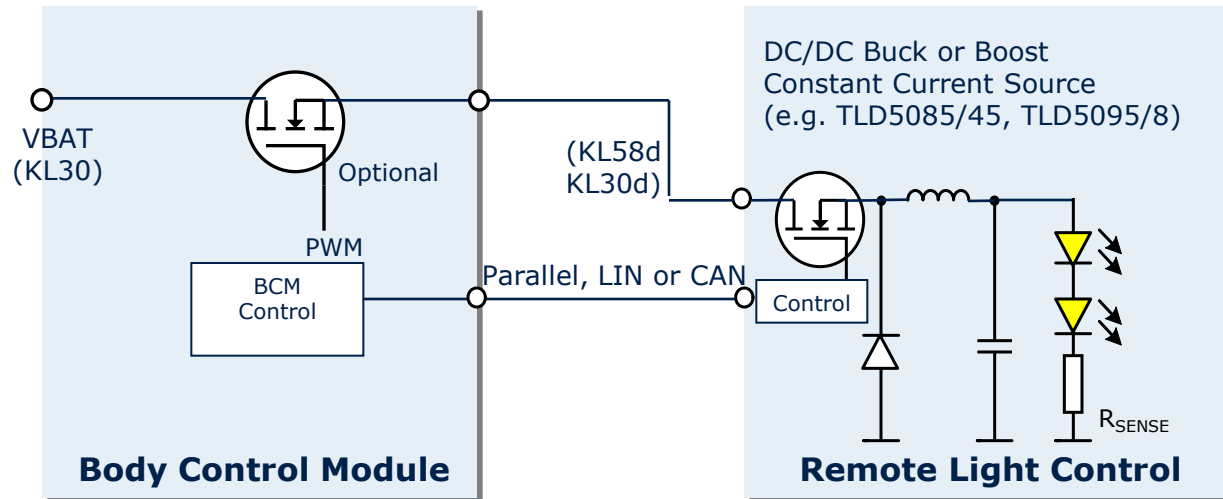 VBAT
(KL30)
Optional
PWM
BCM
Control
Body Control Module
(KL58d
KL30d)
Parallel, LIN or CAN
DC/DC Buck or Boost
Constant Current Source
(e.g. TLD5085/45, TLD5095/8)
Control
RSENSE
Remote Light Control